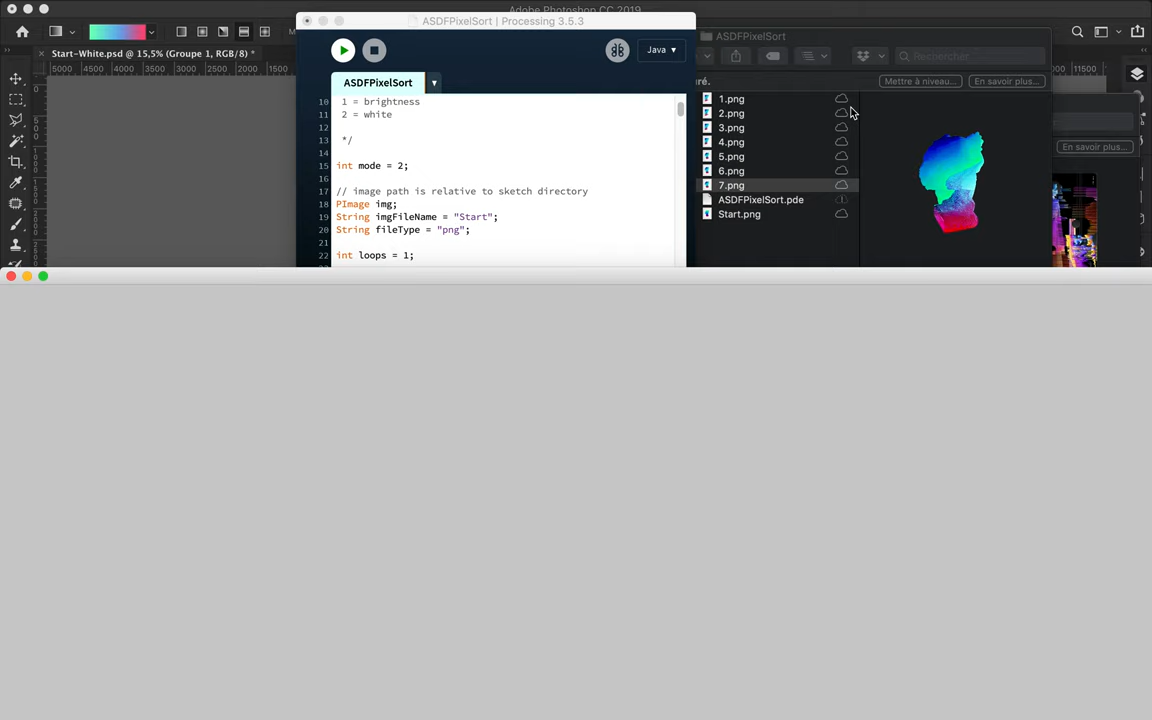 Adobe Photoshop CC 2019
ASDFPixelSort | Processing 3.5.3
ASDFPixelSort
Rechercher
Start-White.psd @ 15,5% (Groupe 1, RGB/8) *
5000 4500 4000 3500 3000 2500 2000 1500
11500
Java
ASDFPixelSort
uré.
Mettre à niveau...
En savoir plus...
En savoir plus...
10 1 = brightness
11 2 = white
12
13 */
14
15 int mode = 2;
16
17 // image path is relative to sketch directory
18 PImage img;
19 String imgFileName = "Start";
20 String fileType = "png";
21
22 int loops = 1;
1.png
2.png
3.png
4.png
5.png
6.png
7.png
ASDFPixelSort.pde
Start.png